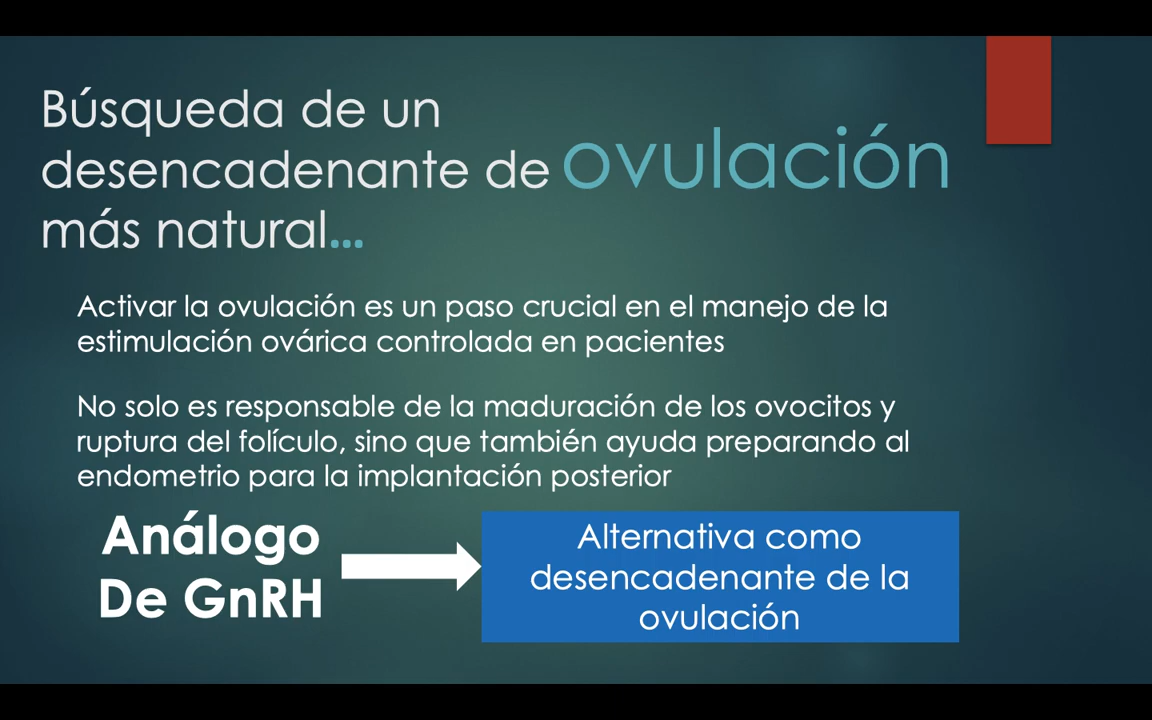 Búsqueda de un
desencadenante de ovulación
más natural...
Activar la ovulación es un paso crucial en el manejo de la
estimulación ovárica controlada en pacientes
No solo es responsable de la maduración de los ovocitos y
ruptura del folículo, sino que también ayuda preparando al
endometrio para la implantación posterior
Análogo
De GnRH
Alternativa como
desencadenante de la
ovulación